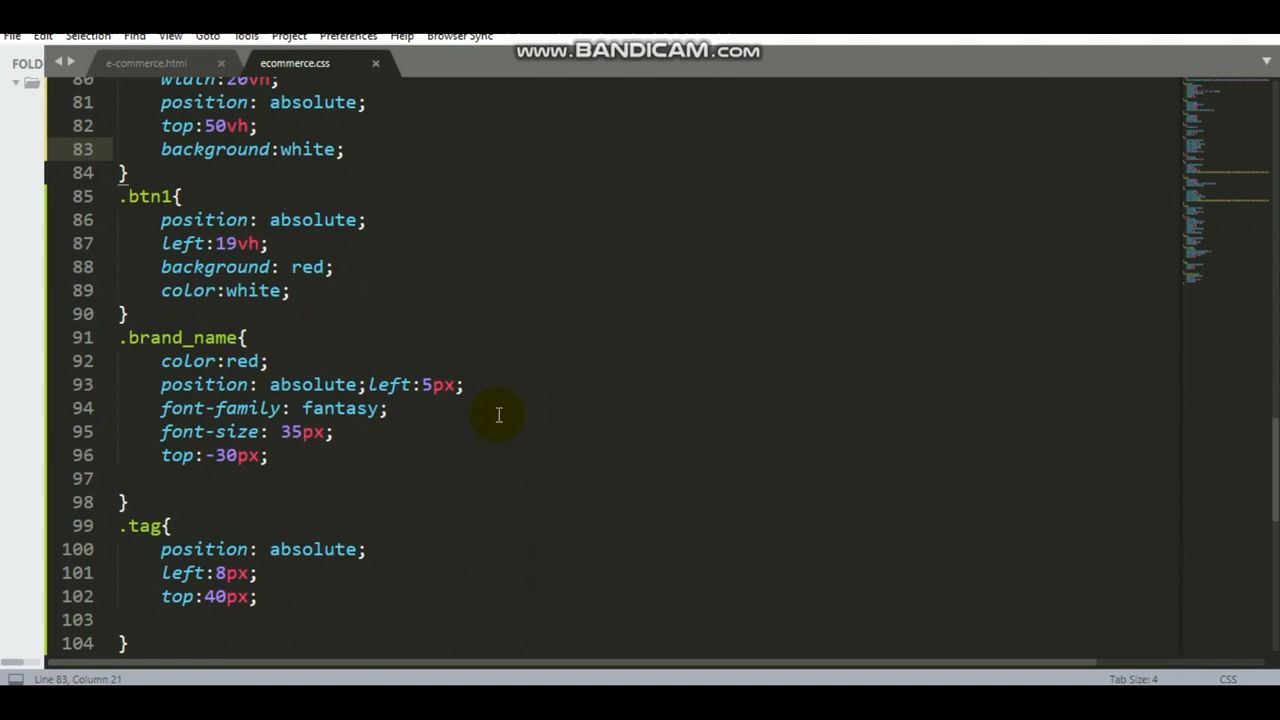 File Edit Selection Find View Goto Tools Project Preferences Help Browser Sync
www.BANDICAM.com
FOLD
e-commerce.html × ecommerce.css ×
80 width:20vh;
81 position: absolute;
82 top:50vh;
83 background:white;
84 }
85 .btn1{
86 position: absolute;
87 left:19vh;
88 background: red;
89 color:white;
90 }
91 .brand_name{
92 color:red;
93 position: absolute;left:5px;
94 font-family: fantasy;
95 font-size: 35px;
96 top:-30px;
97
98 }
99 .tag{
100 position: absolute;
101 left:8px;
102 top:40px;
103
104 }
Line 83, Column 21 Tab Size: 4 CSS